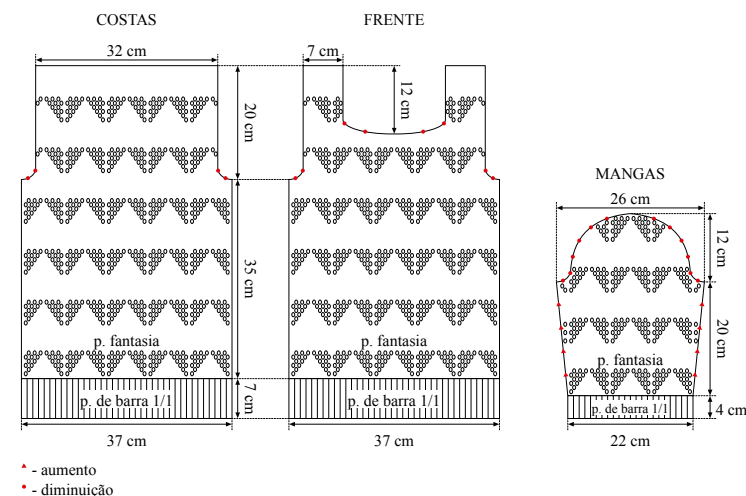 COSTAS
32 cm
20 cm
35 cm
p. fantasia
p. de barra 1/1
7 cm
37 cm
FRENTE
7 cm
12 cm
p. fantasia
p. de barra 1/1
37 cm
MANGAS
26 cm
12 cm
20 cm
p. fantasia
p. de barra 1/1
4 cm
22 cm
- aumento
- diminuição